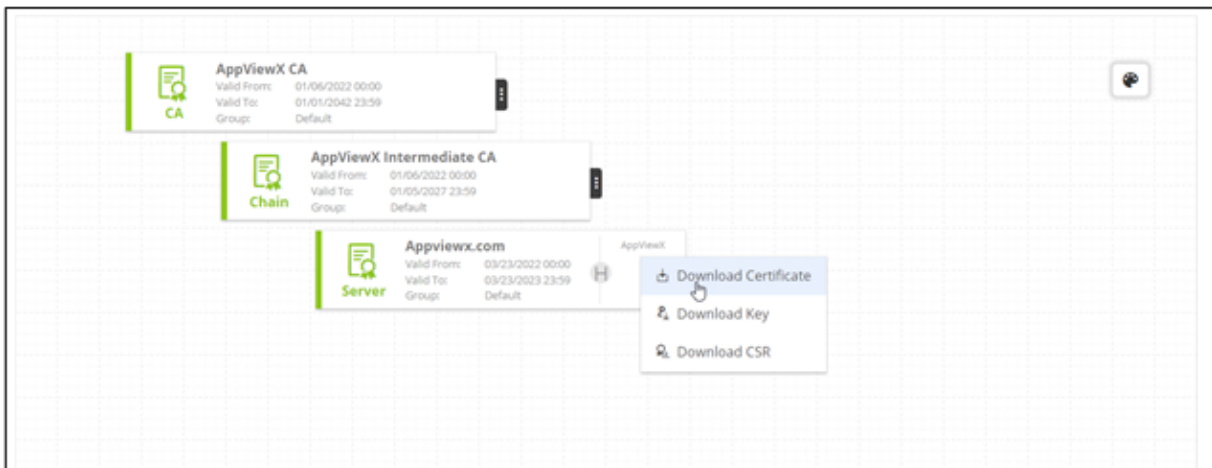 AppViewX CA
Valid From: 01/06/2022 00:00
Valid To: 01/01/2042 23:59
Group: Default
CA
AppViewX Intermediate CA
Valid From: 01/06/2022 00:00
Valid To: 01/05/2027 23:59
Group: Default
Chain
Appviewx.com
Valid From: 03/23/2022 00:00
Valid To: 03/23/2023 23:59
Group: Default
Server
H
AppViewX
Download Certificate
Download Key
Download CSR